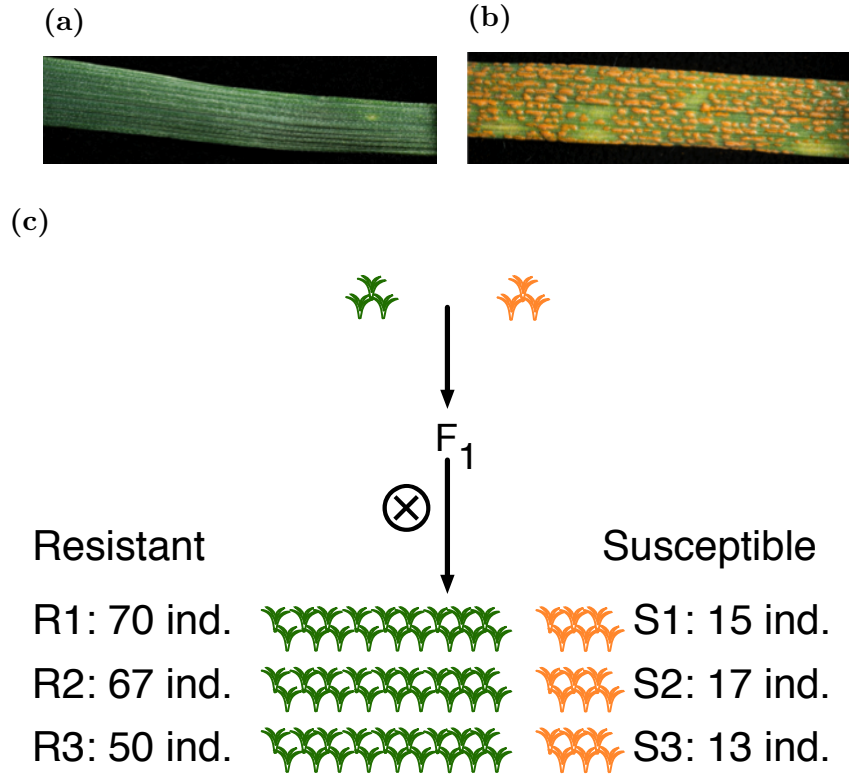 (a)
(b)
(c)
F1
Resistant
Susceptible
R1: 70 ind.
S1: 15 ind.
R2: 67 ind.
S2: 17 ind.
R3: 50 ind.
S3: 13 ind.